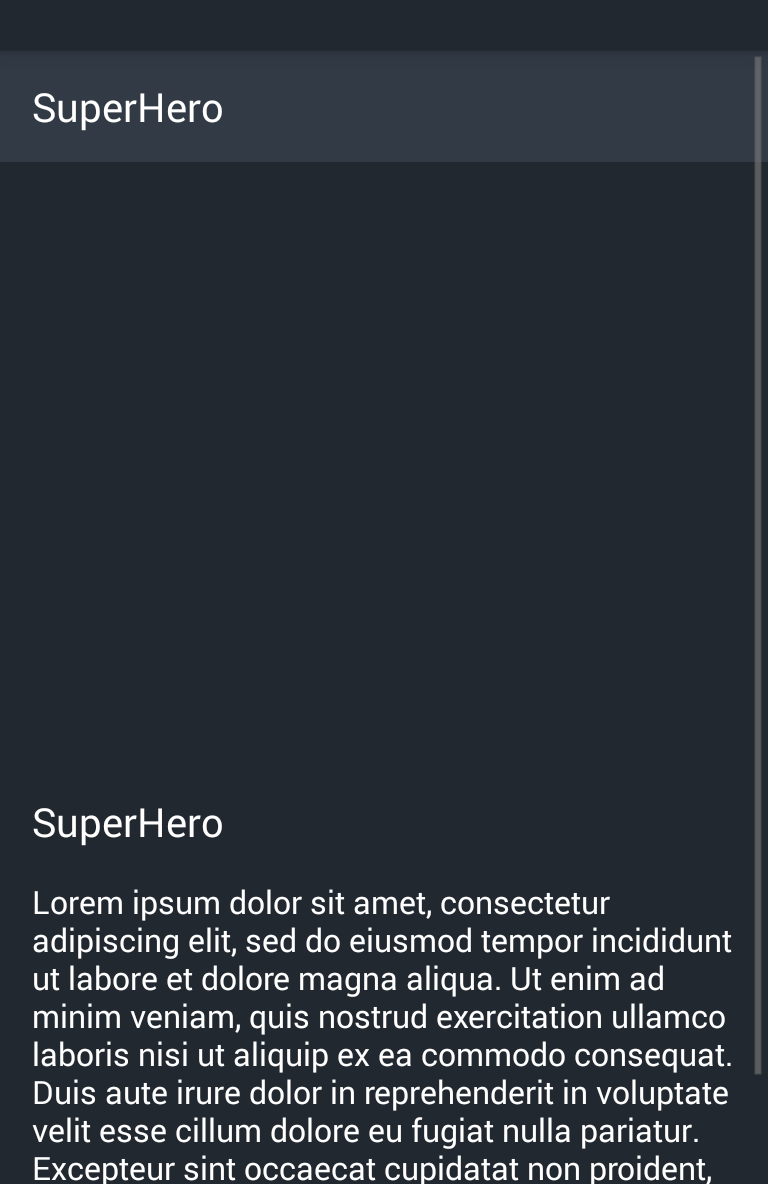 SuperHero
SuperHero
Lorem ipsum dolor sit amet, consectetur
adipiscing elit, sed do eiusmod tempor incididunt
ut labore et dolore magna aliqua. Ut enim ad
minim veniam, quis nostrud exercitation ullamco
laboris nisi ut aliquip ex ea commodo consequat.
Duis aute irure dolor in reprehenderit in voluptate
velit esse cillum dolore eu fugiat nulla pariatur.
Excepteur sint occaecat cupidatat non proident,